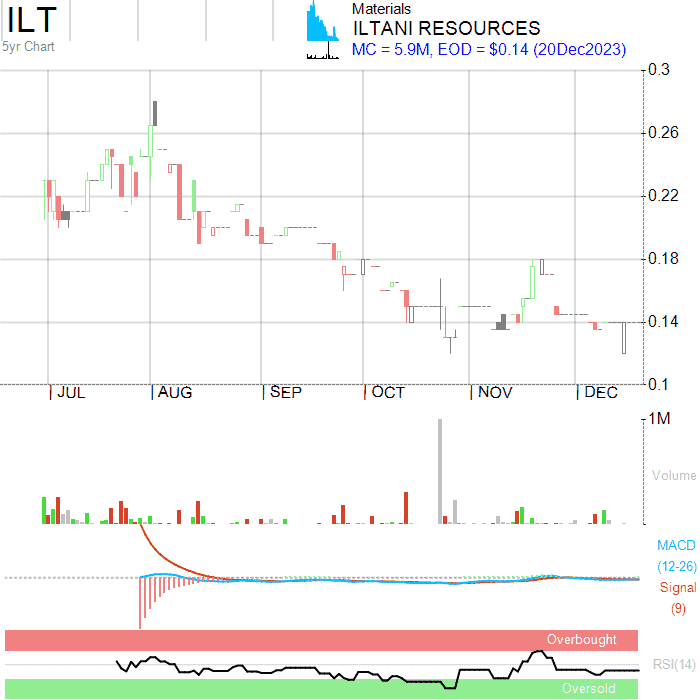 ILT
5yr Chart
Materials
ILTANI RESOURCES
MC = 5.9M, EOD = $0.14 (20Dec2023)
0.3
0.26
0.22
0.18
0.14
0.1
JUL AUG SEP OCT NOV DEC
1M
Volume
MACD
(12-26)
Signal
(9)
Overbought
RSI(14)
Oversold